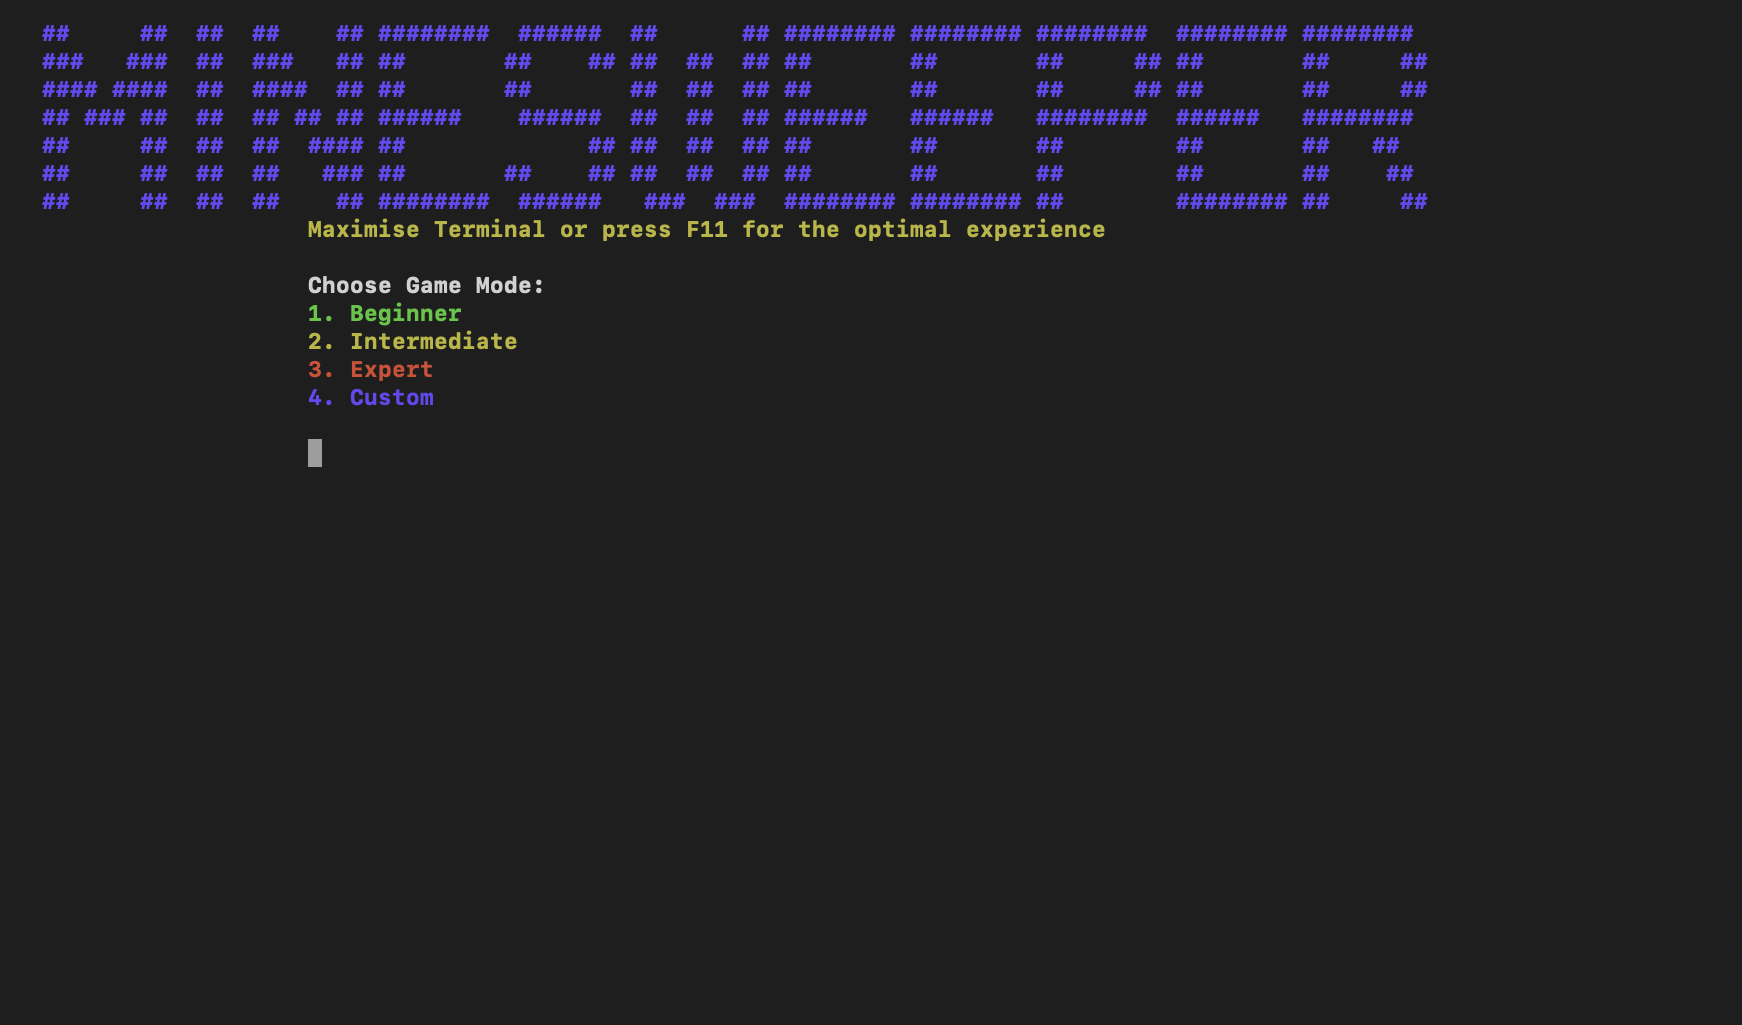 MINESWEEPER
Maximise Terminal or press F11 for the optimal experience
Choose Game Mode:
1. Beginner
2. Intermediate
3. Expert
4. Custom